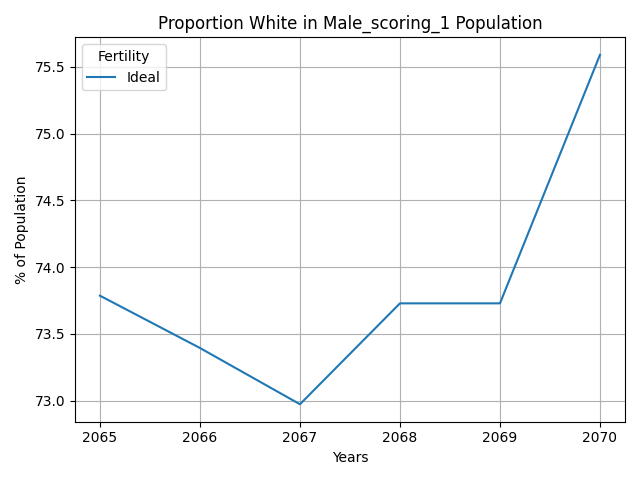 Proportion White in Male_scoring_1 Population
Fertility
Ideal
% of Population
75.5
75.0
74.5
74.0
73.5
73.0
2065 2066 2067 2068 2069 2070
Years